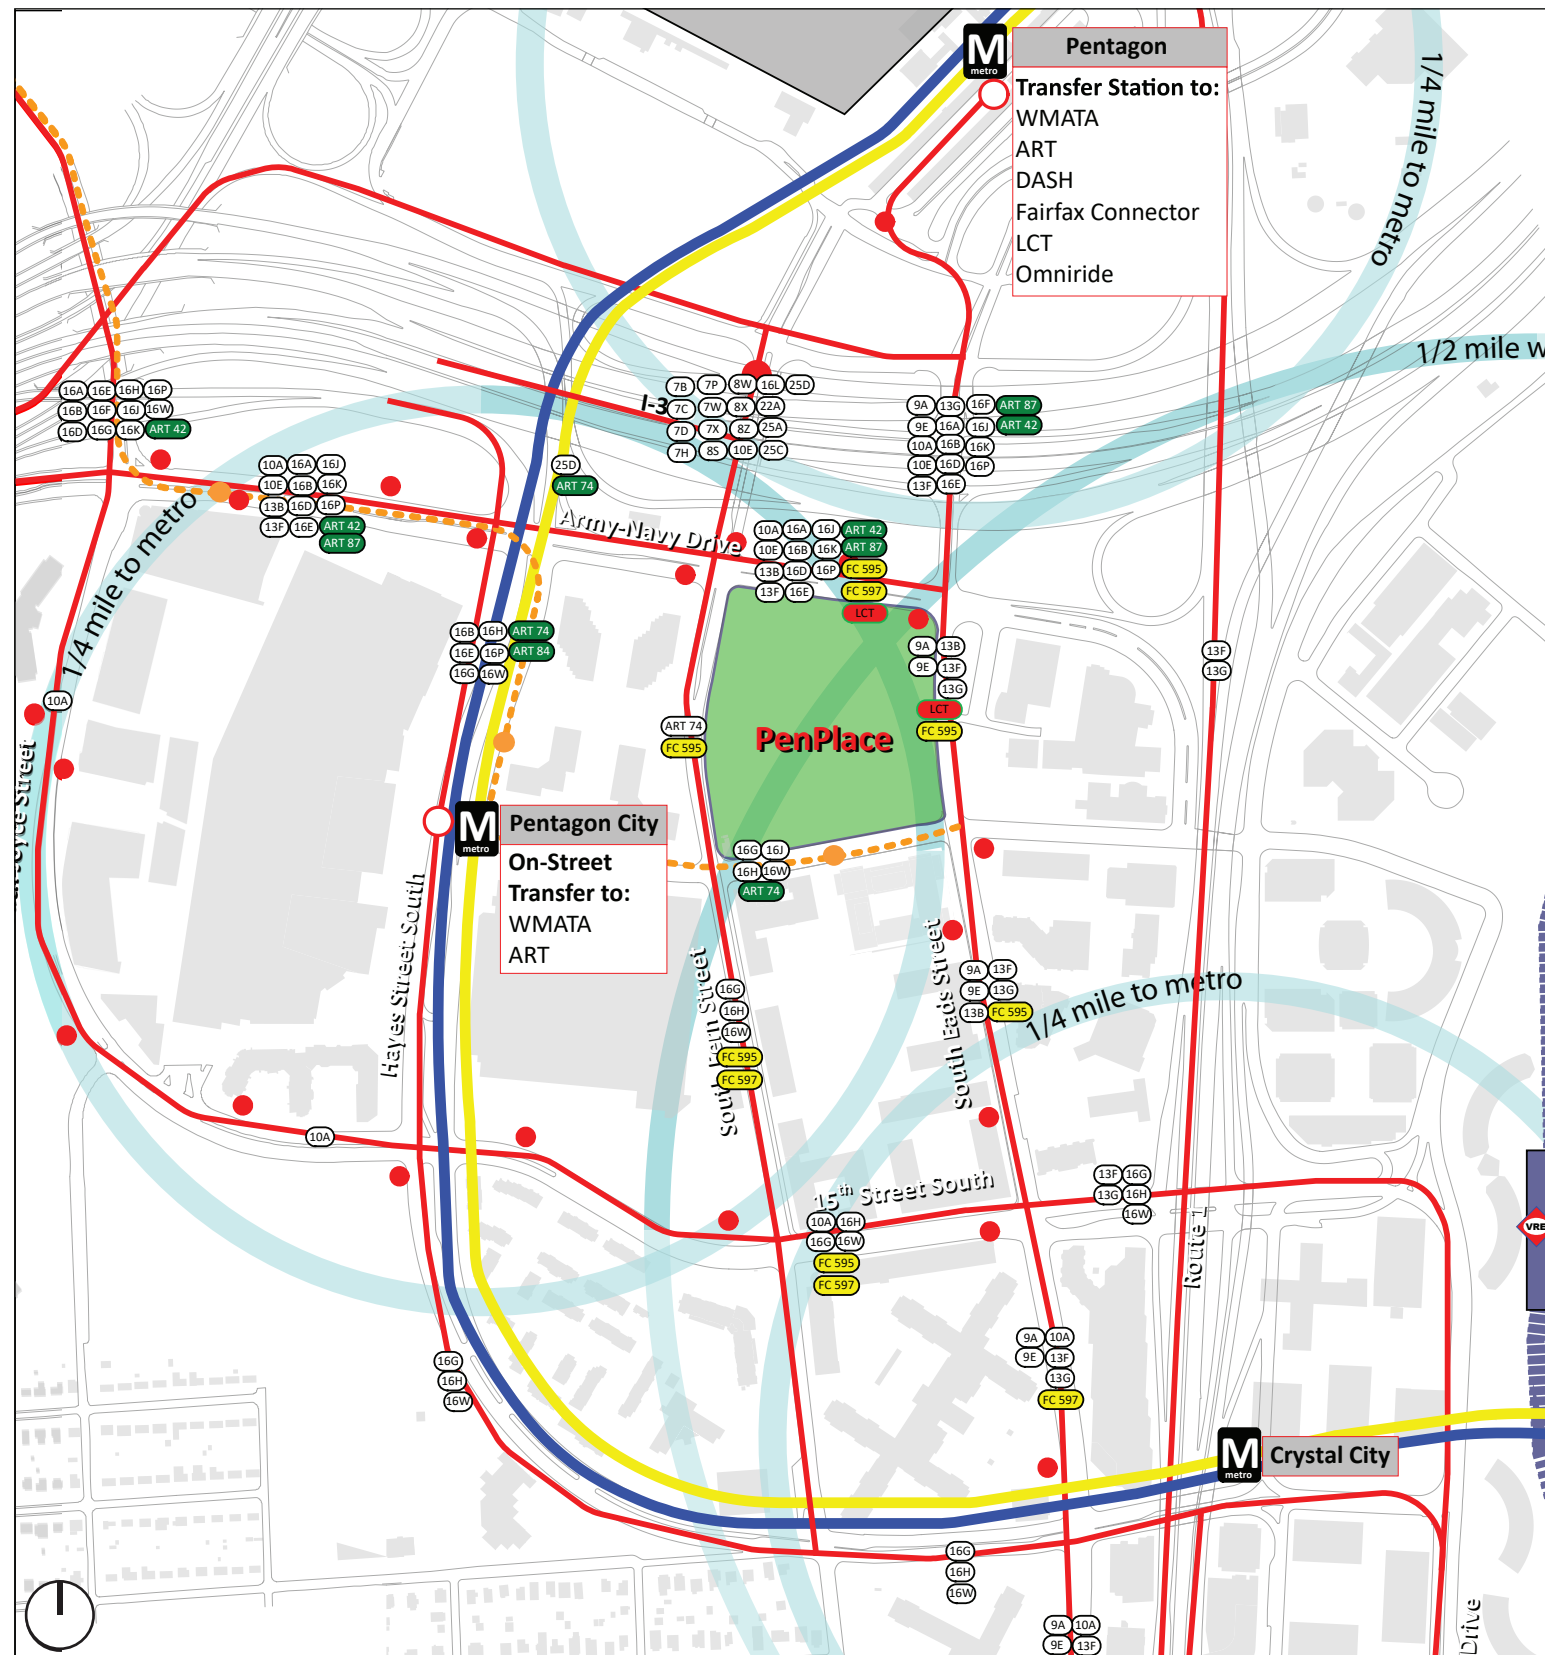 M
metro
Pentagon
Transfer Station to:
WMATA
ART
DASH
Fairfax Connector
LCT
Omniride
1/4 mile to metro
1/2 mile w
16A 16E 16H 16P
16B 16F 16J 16W
16D 16G 16K ART 42
10A 16A 16J
10E 16B 16K
13B 16D 16P
13F 16E ART 42
ART 87
1/4 mile to metro
I-3
7B 7P 8W 16L 25D
7C 7W 8X 22A
7D 7X 8Z 25A
7H 8S 10E 25C
25D
ART 74
9A 13G 16F ART 87
9E 16A 16J ART 42
10A 16B 16K
10E 16D 16P
13F 16E
Army-Navy Drive
10A 16A 16J ART 42
10E 16B 16K ART 87
13B 16D 16P FC 595
13F 16E FC 597
LCT
16B 16H ART 74
16E 16P ART 84
16G 16W
9A 13B
9E 13F
13G
LCT
FC 595
13F
13G
10A
ART 74
FC 595
PenPlace
M
metro
Pentagon City
On-Street
Transfer to:
WMATA
ART
16G 16J
16H 16W
ART 74
Hayes Street South
South Eads Street
16G
16H
16W
FC 595
FC 597
9A 13F
9E 13G
13B FC 595
1/4 mile to metro
10A
15th Street South
10A 16H
16G 16W
FC 595
FC 597
13F 16G
13G 16H
16W
Route 1
VRE
9A 10A
9E 13F
13G
FC 597
16G
16H
16W
M
metro
Crystal City
16G
16H
16W
9A 10A
9E 13F
Drive